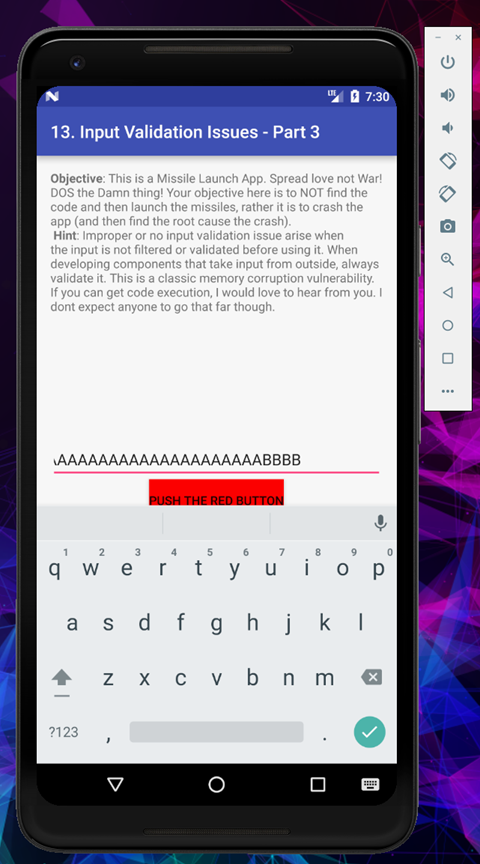 LTE 7:30
13. Input Validation Issues - Part 3
Objective: This is a Missile Launch App. Spread love not War!
DOS the Damn thing! Your objective here is to NOT find the
code and then launch the missiles, rather it is to crash the
app (and then find the root cause the crash).
Hint: Improper or no input validation issue arise when
the input is not filtered or validated before using it. When
developing components that take input from outside, always
validate it. This is a classic memory corruption vulnerability.
If you can get code execution, I would love to hear from you. I
dont expect anyone to go that far though.
AAAAAAAAAAAAAAAAAAAAABBBB
PUSH THE RED BUTTON
1 2 3 4 5 6 7 8 9 0
q w e r t y u i o p
a s d f g h j k l
z x c v b n m
?123 , .